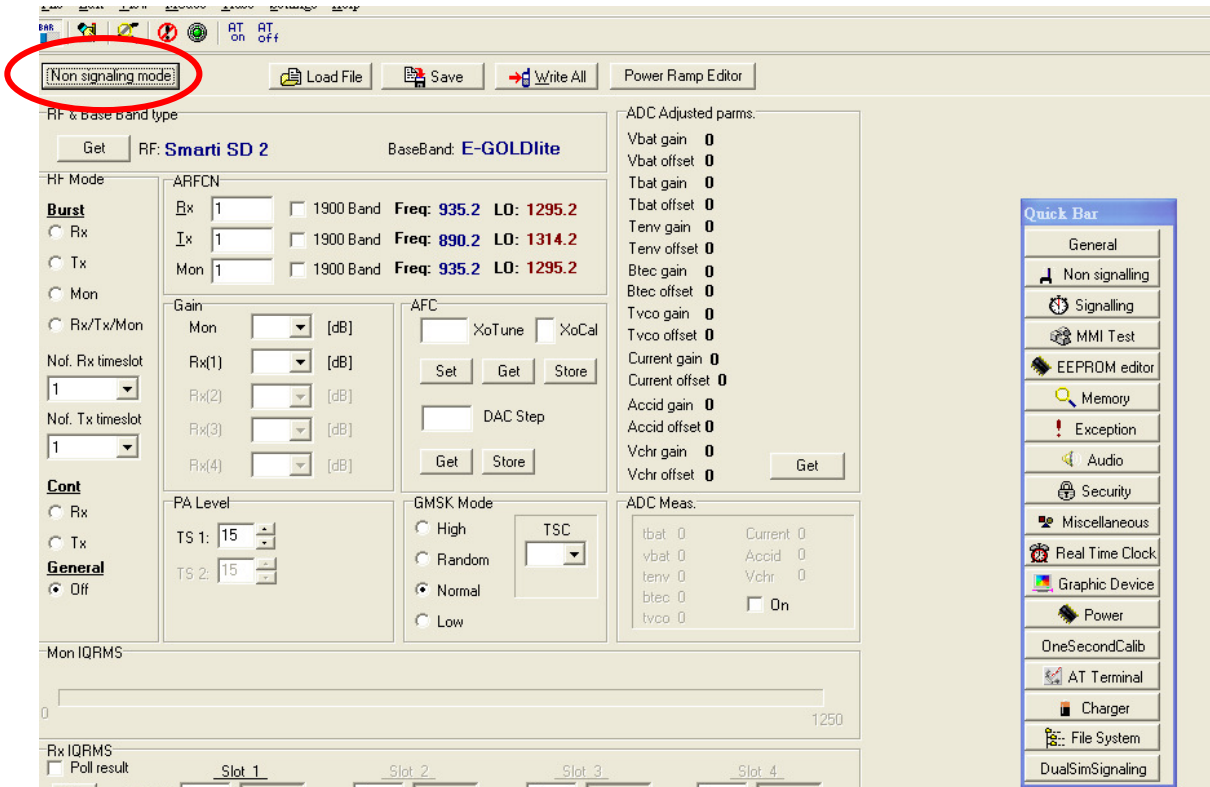 BAR AT on AT off
Non signaling mode Load File Save Write All Power Ramp Editor
RF & Base Band type
Get RF: Smarti SD 2 BaseBand: E-GOLDlite
RF Mode
Burst
Rx
Tx
Mon
Rx/Tx/Mon
Nof. Rx timeslot
1
Nof. Tx timeslot
1
Cont
Rx
Tx
General
Off
ARFCN
Rx 1 1900 Band Freq: 935.2 LO: 1295.2
Tx 1 1900 Band Freq: 890.2 LO: 1314.2
Mon 1 1900 Band Freq: 935.2 LO: 1295.2
Gain
Mon [dB]
Rx(1) [dB]
Rx(2) [dB]
Rx(3) [dB]
Rx(4) [dB]
AFC
XoTune XoCal
Set Get Store
DAC Step
Get Store
PA Level
TS 1: 15
TS 2: 15
GMSK Mode
High
Random
Normal
Low
TSC
ADC Adjusted parms.
Vbat gain 0
Vbat offset 0
Tbat gain 0
Tbat offset 0
Tenv gain 0
Tenv offset 0
Btec gain 0
Btec offset 0
Tvco gain 0
Tvco offset 0
Current gain 0
Current offset 0
Accid gain 0
Accid offset 0
Vchr gain 0
Vchr offset 0
Get
ADC Meas.
tbat 0 Current 0
vbat 0 Accid 0
tenv 0 Vchr 0
btec 0
tvco 0
On
Mon IQRMS
0 1250
Rx IQRMS
Poll result Slot 1 Slot 2 Slot 3 Slot 4
Quick Bar
General
Non signalling
Signalling
MMI Test
EEPROM editor
Memory
Exception
Audio
Security
Miscellaneous
Real Time Clock
Graphic Device
Power
OneSecondCalib
AT Terminal
Charger
File System
DualSimSignaling